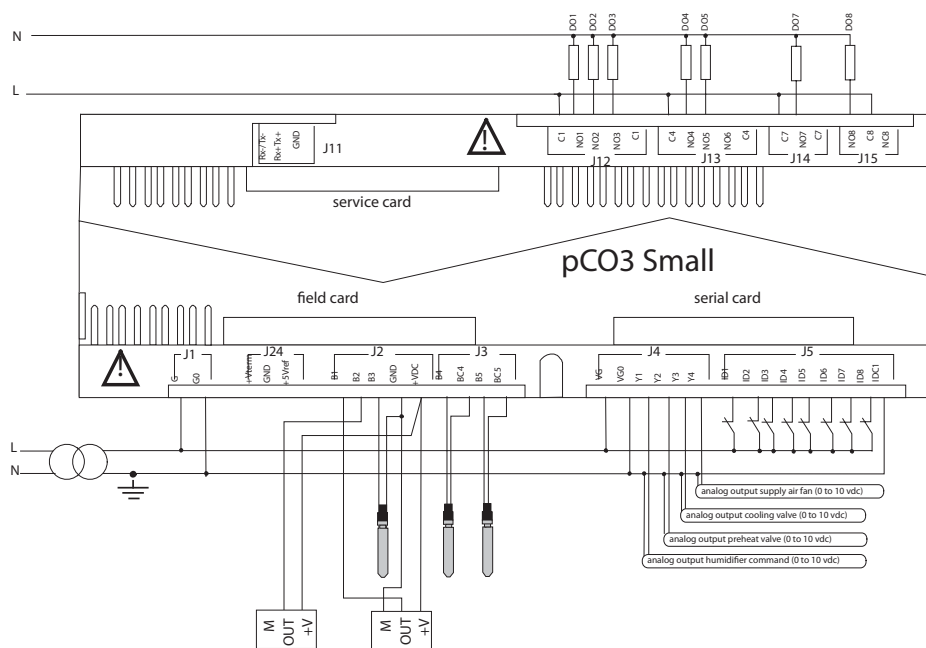 N
DO1
DO2
DO3
DO4
DO5
DO7
DO8
L
Rx-/Tx-
Rx+Tx+
GND
J11
C1
NO1
NO2
NO3
C1
J12
C4
NO4
NO5
NO6
C4
J13
C7
NO7
C7
J14
NO8
C8
NC8
J15
service card
pCO3 Small
field card
serial card
J1
G
G0
J24
+Vterm
GND
+5Vref
J2
B1
B2
B3
GND
+VDC
J3
B4
BC4
B5
BC5
J4
VG
VG0
Y1
Y2
Y3
Y4
J5
ID1
ID2
ID3
ID4
ID5
ID6
ID7
ID8
IDC1
L
N
analog output supply air fan (0 to 10 vdc)
analog output cooling valve (0 to 10 vdc)
analog output preheat valve (0 to 10 vdc)
analog output humidifier command (0 to 10 vdc)
M
OUT
+V
M
OUT
+V